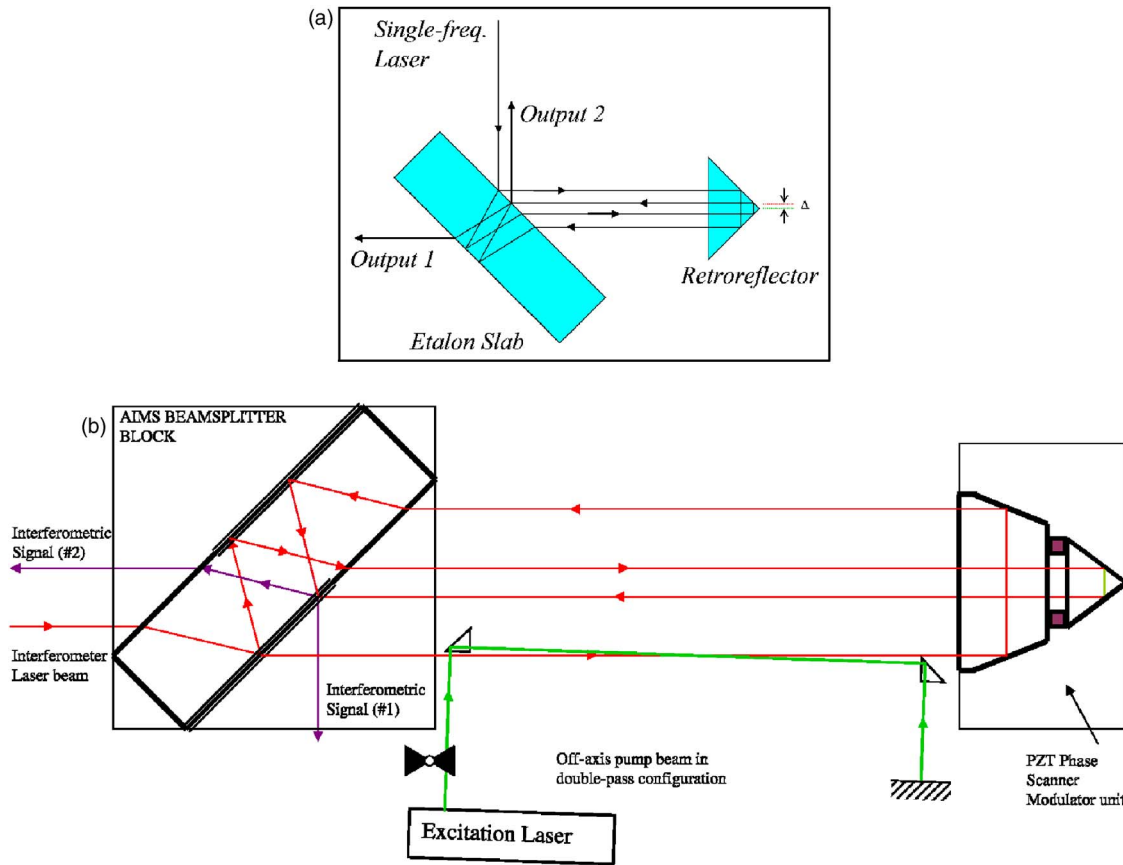 (a)
Single-freq.
Laser
Output 2
Δ
Output 1
Retroreflector
Etalon Slab
(b)
AIMS BEAMSPLITTER
BLOCK
Interferometric
Signal (#2)
Interferometer
Laser beam
Interferometric
Signal (#1)
Off-axis pump beam in
double-pass configuration
PZT Phase
Scanner
Modulator unit
Excitation Laser